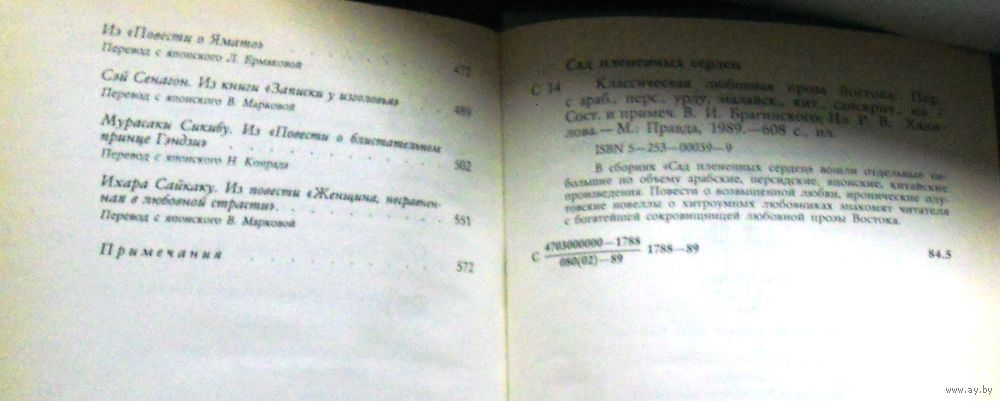 Из «Повести о Ямато» 472
Перевод с японского Л. Ермаковой
Сэй Сенагон. Из книги «Записки у изголовья» 489
Перевод с японского В. Марковой
Мурасаки Сикибу. Из «Повести о блистательном
принце Гэндзи» 502
Перевод с японского Н. Конрада
Ихара Сайкаку. Из повести «Женщина, несравнен-
ная в любовной страсти» 551
Перевод с японского В. Марковой
Примечания 572
Сад плененных сердец
С 14 Классическая любовная проза Востока. Пер.
с араб., перс., урду, малайск., кит., санскрит., яп. /
Сост. и примеч. В. И. Брагинского; Ил. Р. В. Хали-
лова.— М.: Правда, 1989.—608 с., ил.
ISBN 5—253—00039—9
В сборник «Сад плененных сердец» вошли отдельные не-
большие по объему арабские, персидские, японские, китайские
произведения. Повести о возвышенной любви, иронические плу-
товские новеллы о хитроумных любовниках знакомят читателя
с богатейшей сокровищницей любовной прозы Востока.
С 4703000000—1788 1788—89 84.5
080(02)—89
www.ay.by